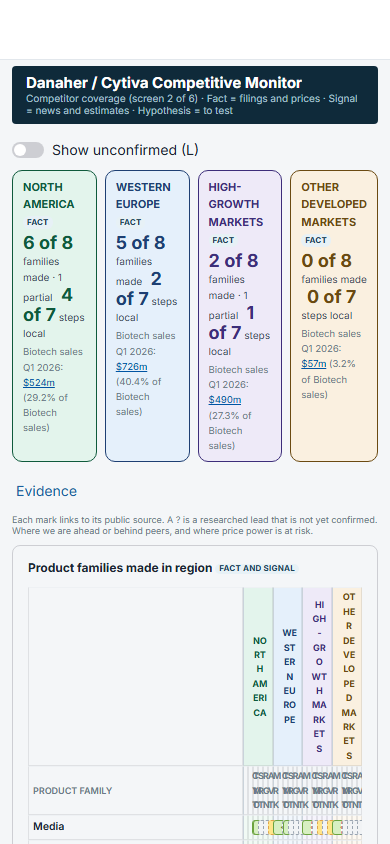 Danaher / Cytiva Competitive Monitor
Competitor coverage (screen 2 of 6) · Fact = filings and prices · Signal
= news and estimates · Hypothesis = to test
Show unconfirmed (L)
NORTH
AMERICA
FACT
6 of 8
families
made · 1
partial 4
of 7 steps
local
Biotech sales
Q1 2026:
$524m
(29.2% of
Biotech
sales)
WESTERN
EUROPE
FACT
5 of 8
families
made 2
of 7 steps
local
Biotech sales
Q1 2026:
$726m
(40.4% of
Biotech
sales)
HIGH-
GROWTH
MARKETS
FACT
2 of 8
families
made · 1
partial 1
of 7 steps
local
Biotech sales
Q1 2026:
$490m
(27.3% of
Biotech
sales)
OTHER
DEVELOPED
MARKETS
FACT
0 of 8
families made
0 of 7
steps local
Biotech sales
Q1 2026:
$57m (3.2%
of Biotech
sales)
Evidence
Each mark links to its public source. A ? is a researched lead that is not yet confirmed.
Where we are ahead or behind peers, and where price power is at risk.
Product families made in region FACT AND SIGNAL
NO
RT
H
AM
ERI
CA
WE
ST
ER
N
EU
RO
PE
HI
GH
-
GR
O
WT
H
MA
RK
ET
S
OT
HE
R
DE
VE
LO
PE
D
MA
RK
ET
S
PRODUCT FAMILY
Media